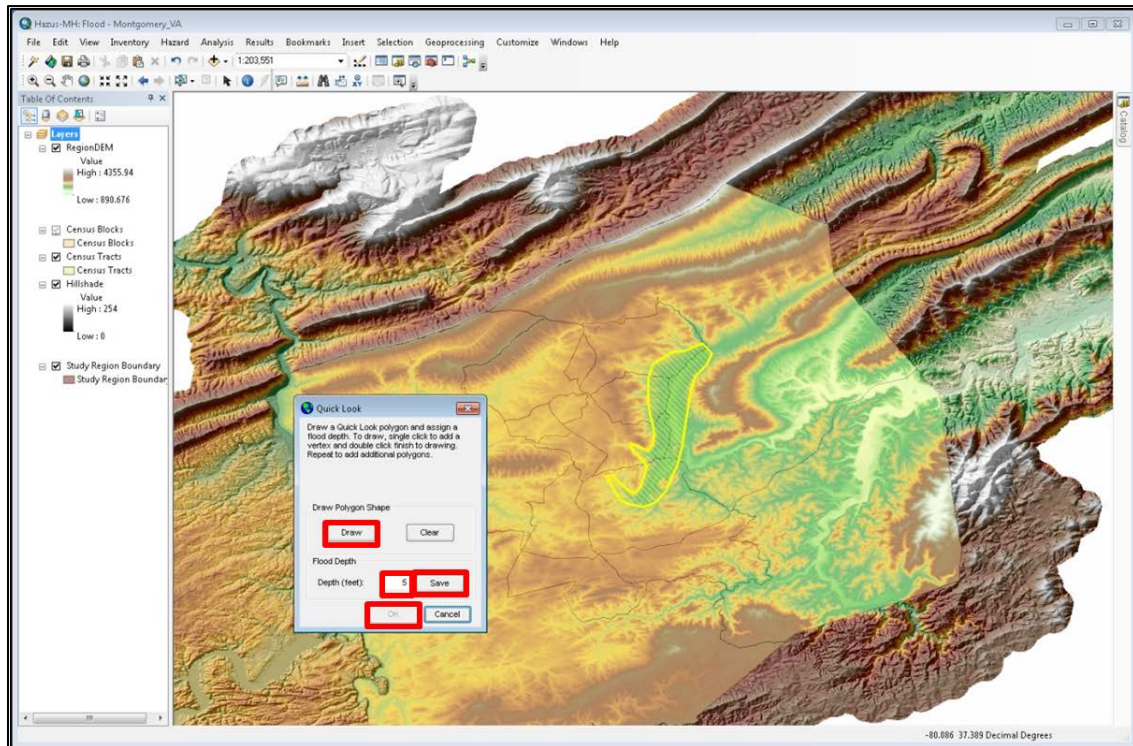 Hazus-MH: Flood - Montgomery_VA
File Edit View Inventory Hazard Analysis Results Bookmarks Insert Selection Geoprocessing Customize Windows Help
1:203,551
Table Of Contents
Layers
RegionDEM
Value
High : 4355.94
Low : 890.676
Census Blocks
Census Blocks
Census Tracts
Census Tracts
Hillshade
Value
High : 254
Low : 0
Study Region Boundary
Study Region Boundar
Catalog
Quick Look
Draw a Quick Look polygon and assign a
flood depth. To draw, single click to add a
vertex and double click finish to drawing.
Repeat to add additional polygons.
Draw Polygon Shape
Draw Clear
Flood Depth
Depth (feet): 5 Save
OK Cancel
-80.086 37.389 Decimal Degrees